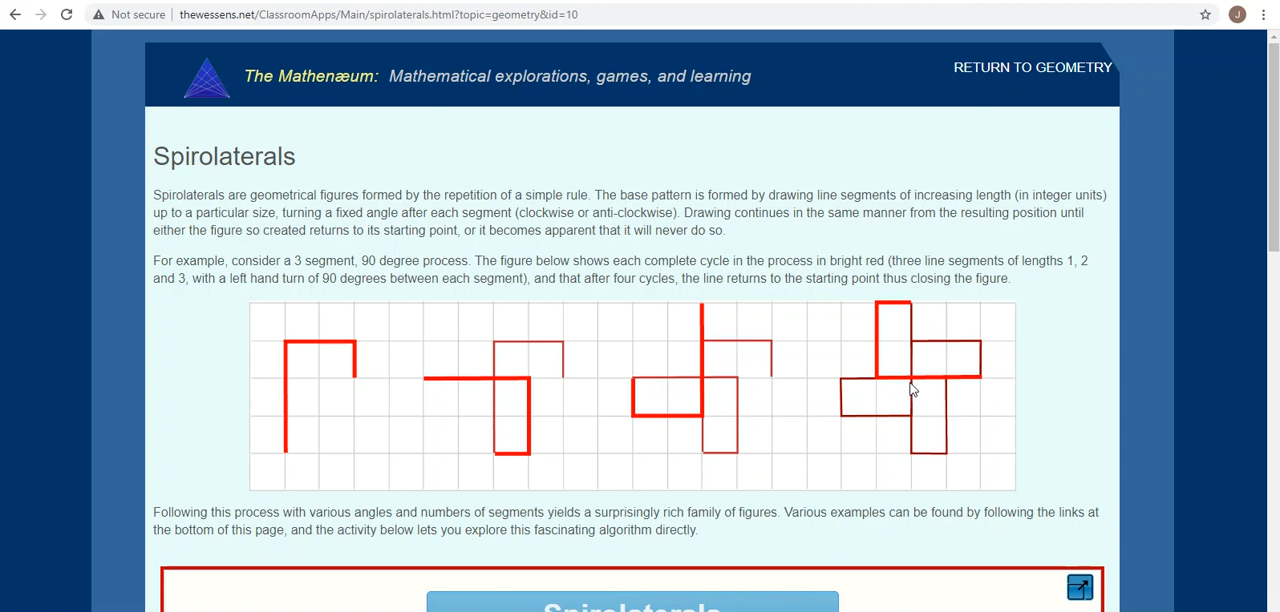 Not secure
thewessens.net/ClassroomApps/Main/spirolaterals.html?topic=geometry&id=10
J
The Mathenæum: Mathematical explorations, games, and learning
RETURN TO GEOMETRY
Spirolaterals
Spirolaterals are geometrical figures formed by the repetition of a simple rule. The base pattern is formed by drawing line segments of increasing length (in integer units)
up to a particular size, turning a fixed angle after each segment (clockwise or anti-clockwise). Drawing continues in the same manner from the resulting position until
either the figure so created returns to its starting point, or it becomes apparent that it will never do so.
For example, consider a 3 segment, 90 degree process. The figure below shows each complete cycle in the process in bright red (three line segments of lengths 1, 2
and 3, with a left hand turn of 90 degrees between each segment), and that after four cycles, the line returns to the starting point thus closing the figure.
Following this process with various angles and numbers of segments yields a surprisingly rich family of figures. Various examples can be found by following the links at
the bottom of this page, and the activity below lets you explore this fascinating algorithm directly.
Spirolaterals